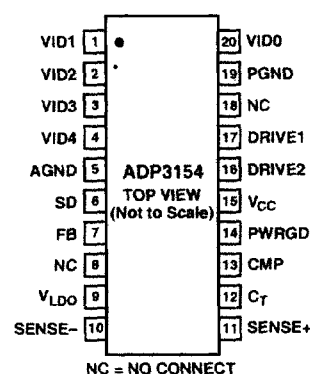 VID1 1 20 VID0
VID2 2 19 PGND
VID3 3 18 NC
VID4 4 17 DRIVE1
AGND 5 ADP3154 16 DRIVE2
SD 6 TOP VIEW 15 VCC
(Not to Scale)
FB 7 14 PWRGD
NC 8 13 CMP
VLDO 9 12 CT
SENSE– 10 11 SENSE+
NC = NO CONNECT